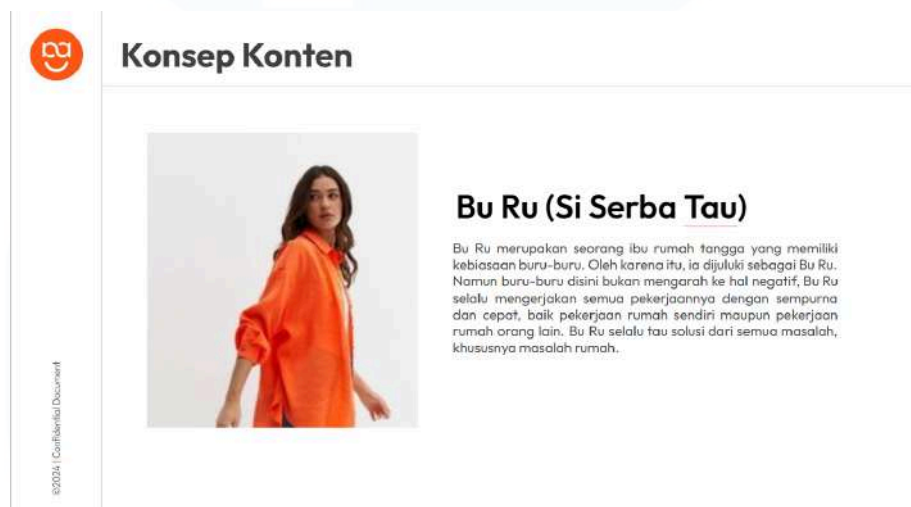 Konsep Konten
Bu Ru (Si Serba Tau)
Bu Ru merupakan seorang ibu rumah tangga yang memiliki
kebiasaan buru-buru. Oleh karena itu, ia dijuluki sebagai Bu Ru.
Namun buru-buru disini bukan mengarah ke hal negatif, Bu Ru
selalu mengerjakan semua pekerjaannya dengan sempurna
dan cepat, baik pekerjaan rumah sendiri maupun pekerjaan
rumah orang lain. Bu Ru selalu tau solusi dari semua masalah,
khususnya masalah rumah.
©2024 | Confidential Document